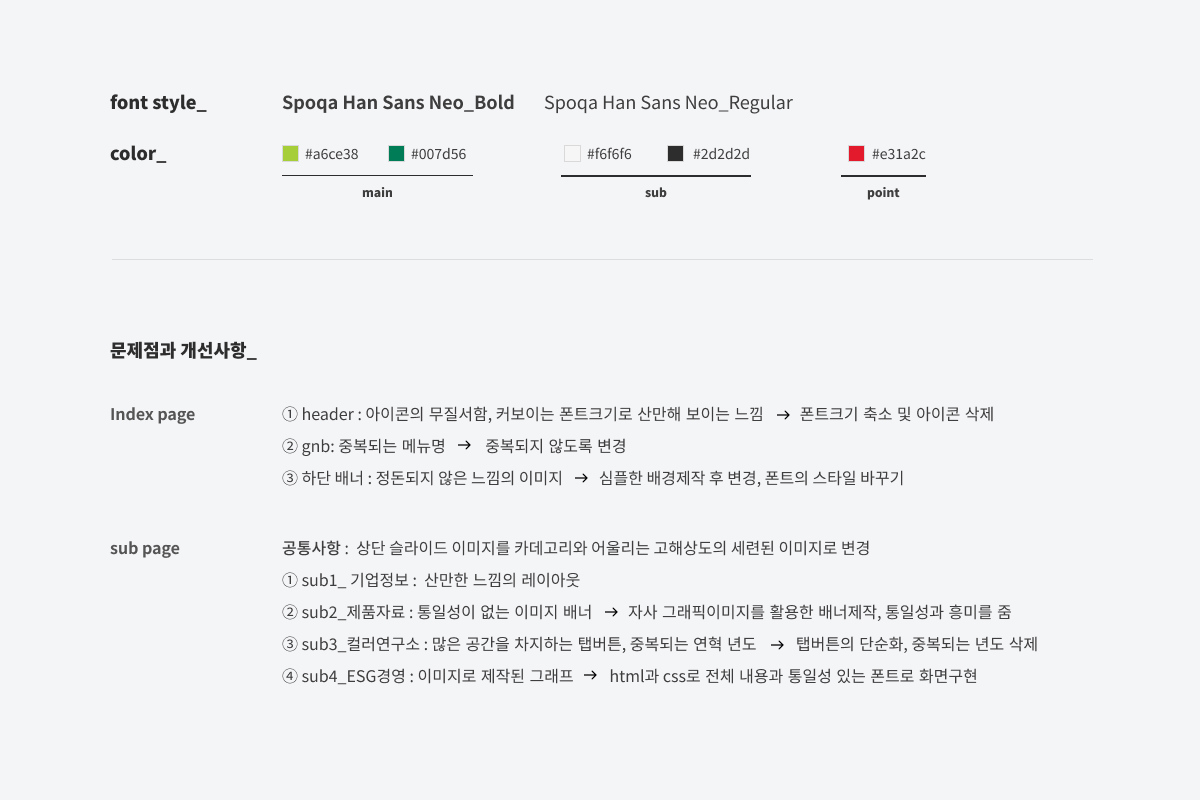 font style_ Spoqa Han Sans Neo_Bold Spoqa Han Sans Neo_Regular
color_ #a6ce38 #007d56 #f6f6f6 #2d2d2d #e31a2c
main sub point
문제점과 개선사항_
Index page ① header : 아이콘의 무질서함, 커보이는 폰트크기로 산만해 보이는 느낌 → 폰트크기 축소 및 아이콘 삭제
② gnb: 중복되는 메뉴명 → 중복되지 않도록 변경
③ 하단 배너 : 정돈되지 않은 느낌의 이미지 → 심플한 배경제작 후 변경, 폰트의 스타일 바꾸기
sub page 공통사항 : 상단 슬라이드 이미지를 카데고리와 어울리는 고해상도의 세련된 이미지로 변경
① sub1_ 기업정보 : 산만한 느낌의 레이아웃
② sub2_제품자료 : 통일성이 없는 이미지 배너 → 자사 그래픽이미지를 활용한 배너제작, 통일성과 흥미를 줌
③ sub3_컬러연구소 : 많은 공간을 차지하는 탭버튼, 중복되는 연혁 년도 → 탭버튼의 단순화, 중복되는 년도 삭제
④ sub4_ESG경영 : 이미지로 제작된 그래프 → html과 css로 전체 내용과 통일성 있는 폰트로 화면구현